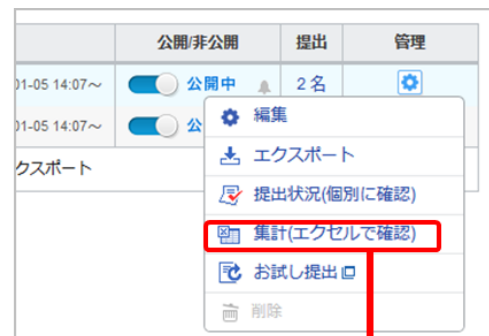 公開/非公開 提出 管理
01-05 14:07～ 公開中 2名
編集
01-05 14:07～ 公
エクスポート
クスポート
提出状況(個別に確認)
集計(エクセルで確認)
お試し提出
削除